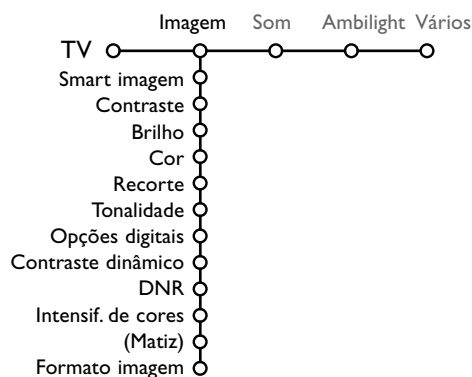 Imagem Som Ambilight Vários
TV
Smart imagem
Contraste
Brilho
Cor
Recorte
Tonalidade
Opções digitais
Contraste dinâmico
DNR
Intensif. de cores
(Matiz)
Formato imagem